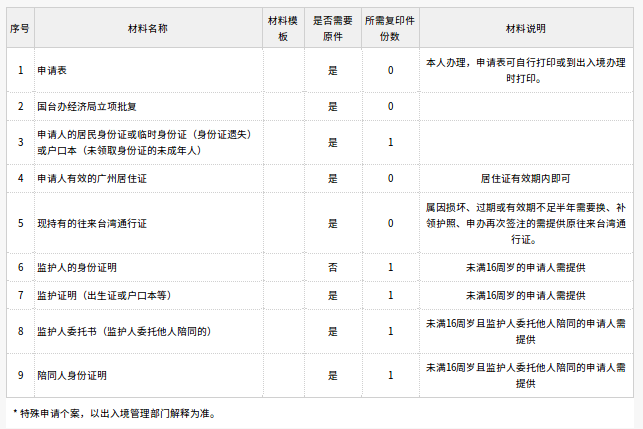 序号 材料名称 材料模板 是否需要原件 所需复印件份数 材料说明
1 申请表 是 0 本人办理，申请表可自行打印或到出入境办理时打印。
2 国台办经济局立项批复 是 0
3 申请人的居民身份证或临时身份证（身份证遗失）或户口本（未领取身份证的未成年人） 是 1
4 申请人有效的广州居住证 是 0 居住证有效期内即可
5 现持有的往来台湾通行证 是 0 属因损坏、过期或有效期不足半年需要换、补领护照、申办再次签注的需提供原往来台湾通行证。
6 监护人的身份证明 否 1 未满16周岁的申请人需提供
7 监护证明（出生证或户口本等） 是 1 未满16周岁的申请人需提供
8 监护人委托书（监护人委托他人陪同的） 是 1 未满16周岁且监护人委托他人陪同的申请人需提供
9 陪同人身份证明 是 1 未满16周岁且监护人委托他人陪同的申请人需提供
* 特殊申请个案，以出入境管理部门解释为准。